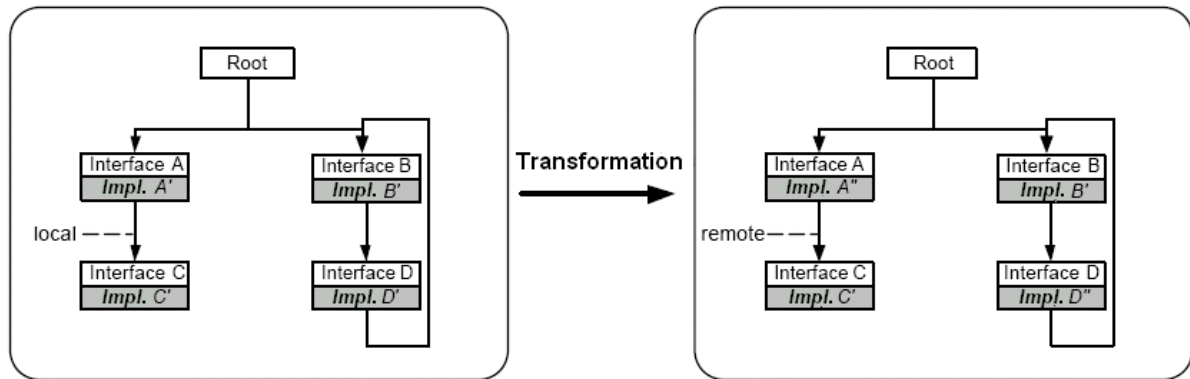 Root
Interface A
Impl. A'
Interface B
Impl. B'
local
Interface C
Impl. C'
Interface D
Impl. D'
Transformation
Root
Interface A
Impl. A"
Interface B
Impl. B'
remote
Interface C
Impl. C'
Interface D
Impl. D"